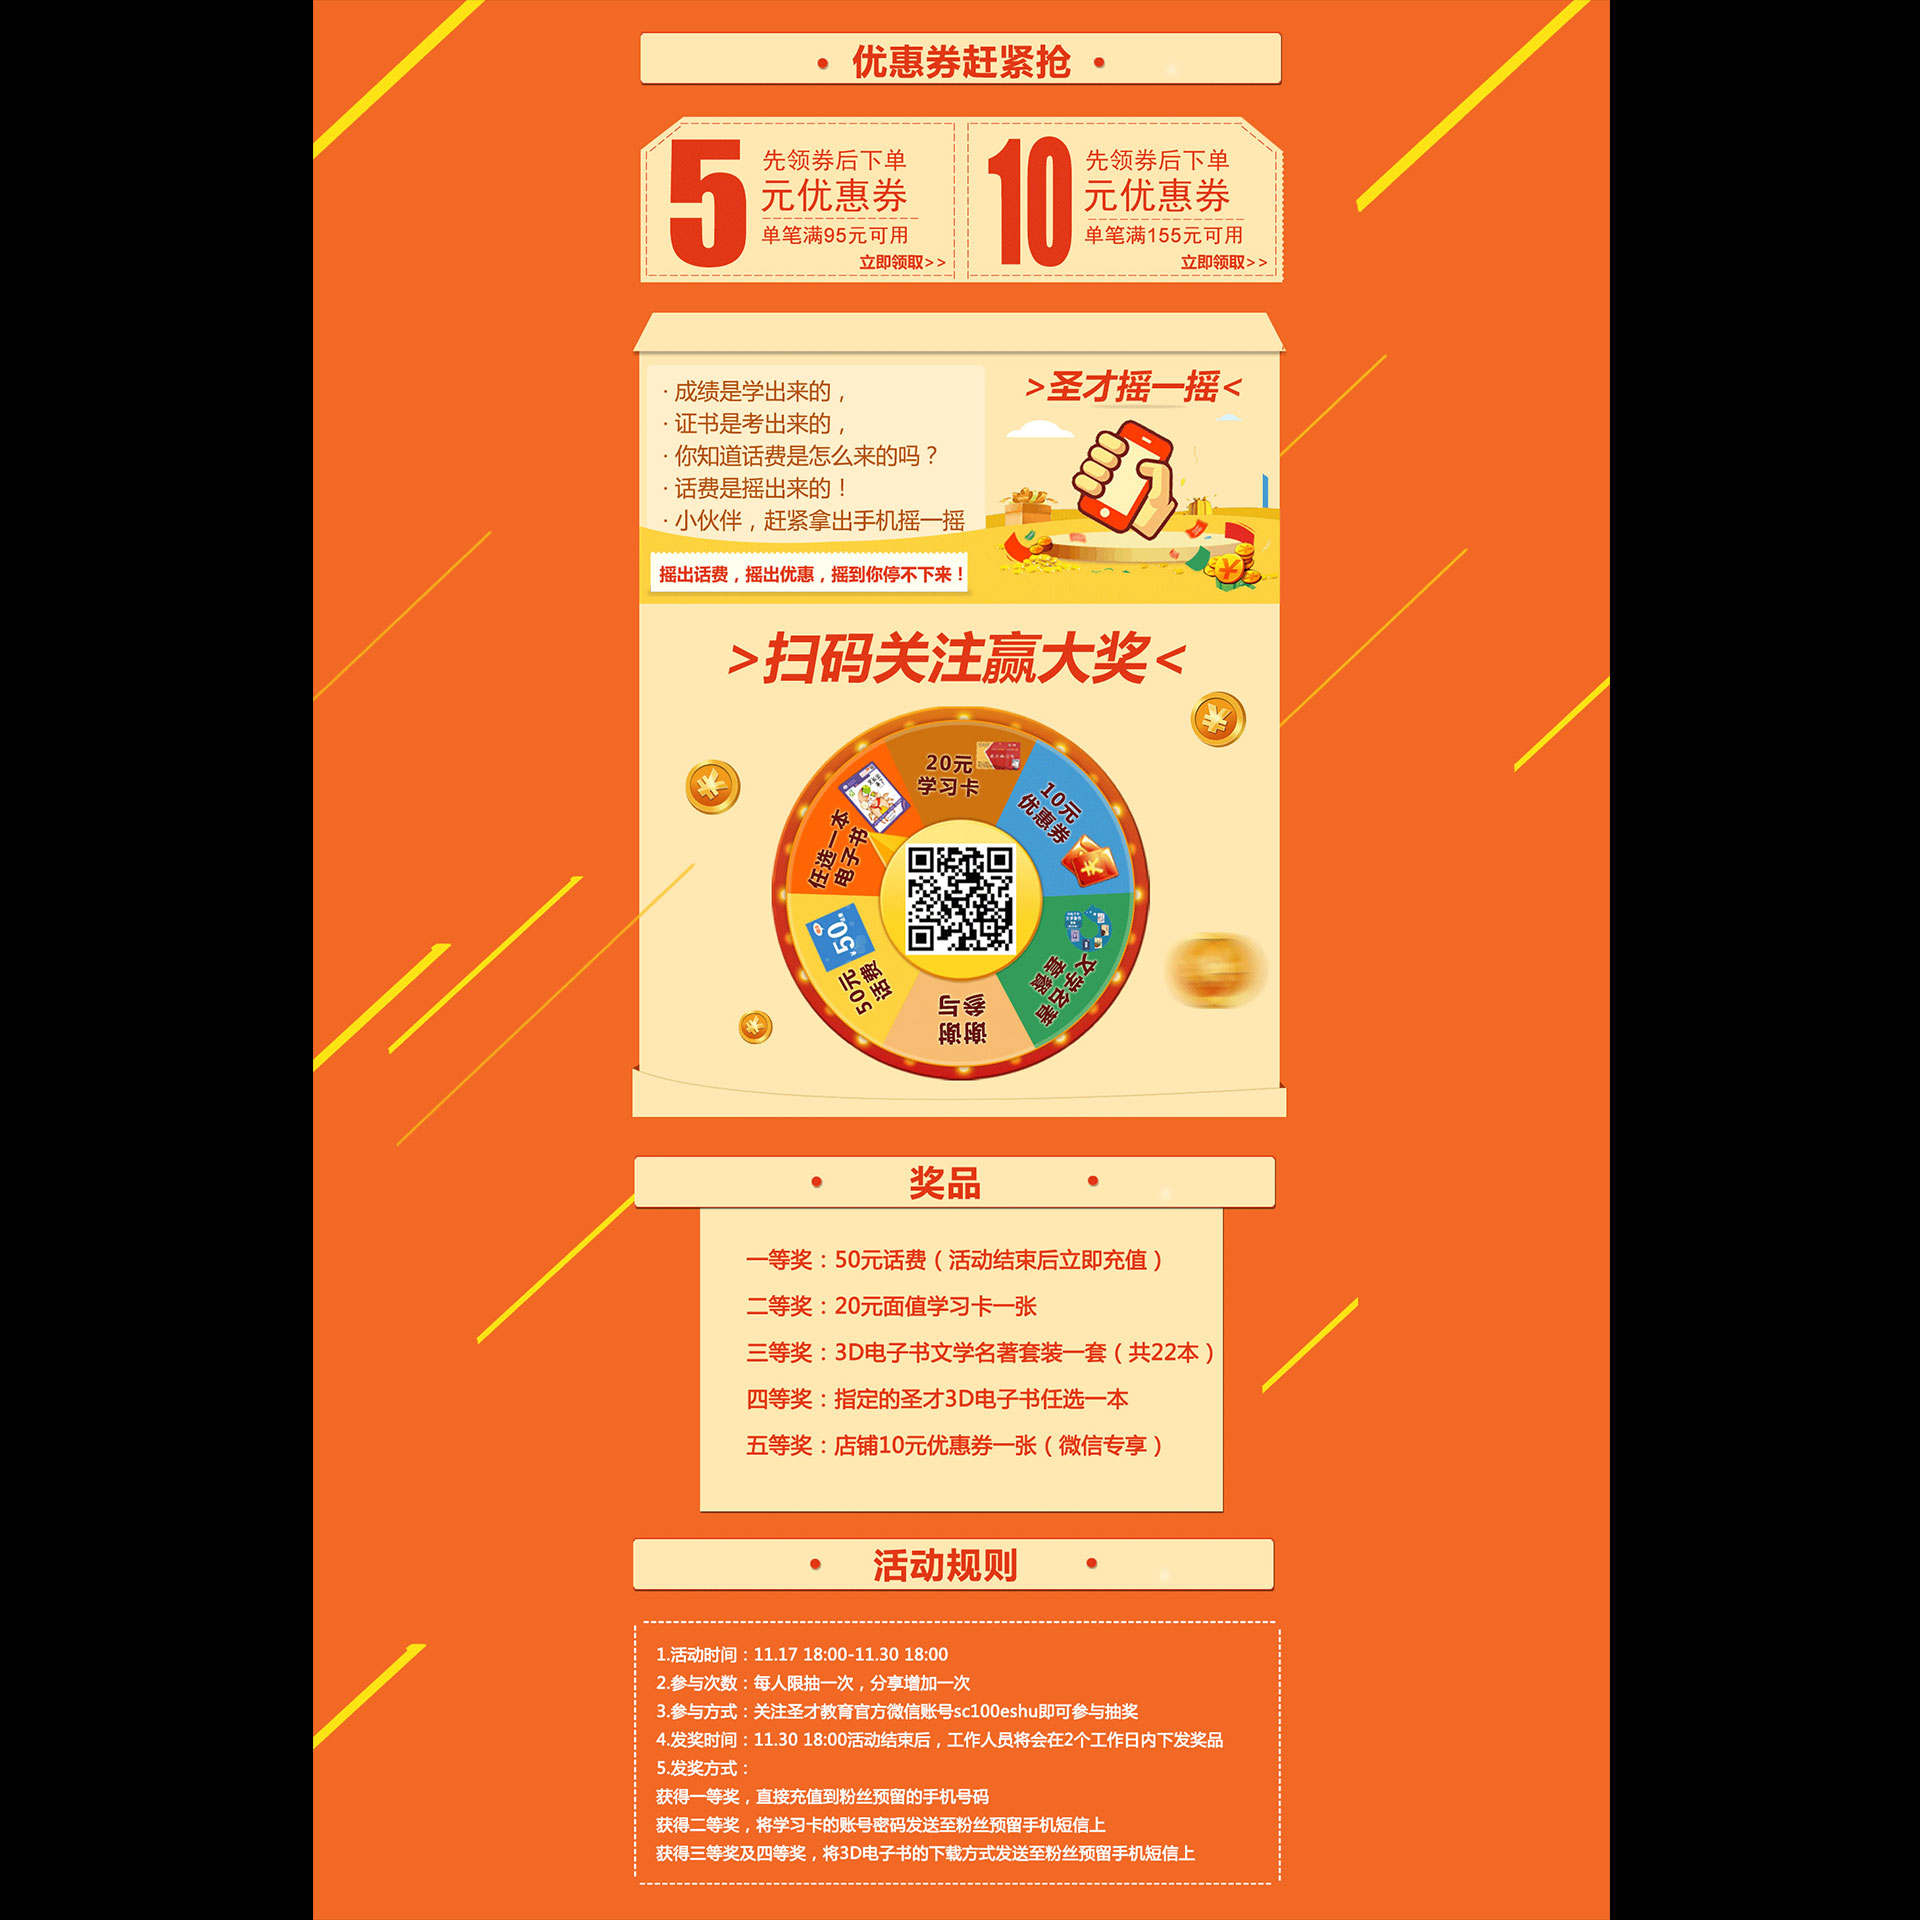 优惠券赶紧抢
5
先领券后下单
元优惠券
单笔满95元可用
立即领取>>
10
先领券后下单
元优惠券
单笔满155元可用
立即领取>>
·成绩是学出来的，
·证书是考出来的，
·你知道话费是怎么来的吗？
·话费是摇出来的！
·小伙伴，赶紧拿出手机摇一摇
摇出话费，摇出优惠，摇到你停不下来！
>圣才摇一摇<
>扫码关注赢大奖<
20元
学习卡
10元
优惠券
文学名著
套餐
谢谢
参与
50元
话费
50
任选一本
电子书
奖品
一等奖：50元话费（活动结束后立即充值）
二等奖：20元面值学习卡一张
三等奖：3D电子书文学名著套装一套（共22本）
四等奖：指定的圣才3D电子书任选一本
五等奖：店铺10元优惠券一张（微信专享）
活动规则
1.活动时间：11.17 18:00-11.30 18:00
2.参与次数：每人限抽一次，分享增加一次
3.参与方式：关注圣才教育官方微信账号sc100eshu即可参与抽奖
4.发奖时间：11.30 18:00活动结束后，工作人员将会在2个工作日内下发奖品
5.发奖方式：
获得一等奖，直接充值到粉丝预留的手机号码
获得二等奖，将学习卡的账号密码发送至粉丝预留手机短信上
获得三等奖及四等奖，将3D电子书的下载方式发送至粉丝预留手机短信上